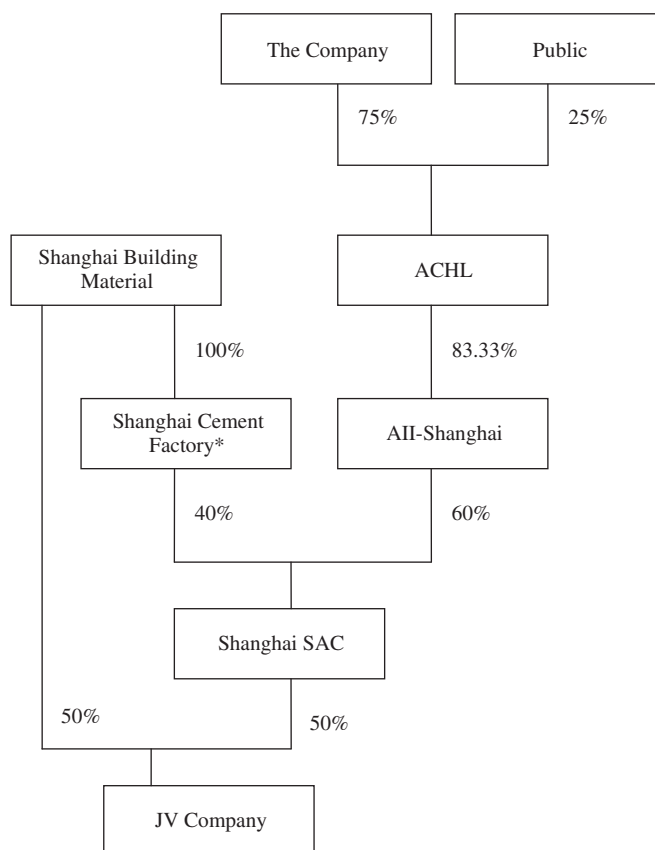 The Company
Public
75%
25%
Shanghai Building
Material
ACHL
100%
83.33%
Shanghai Cement
Factory*
AII-Shanghai
40%
60%
Shanghai SAC
50%
50%
JV Company